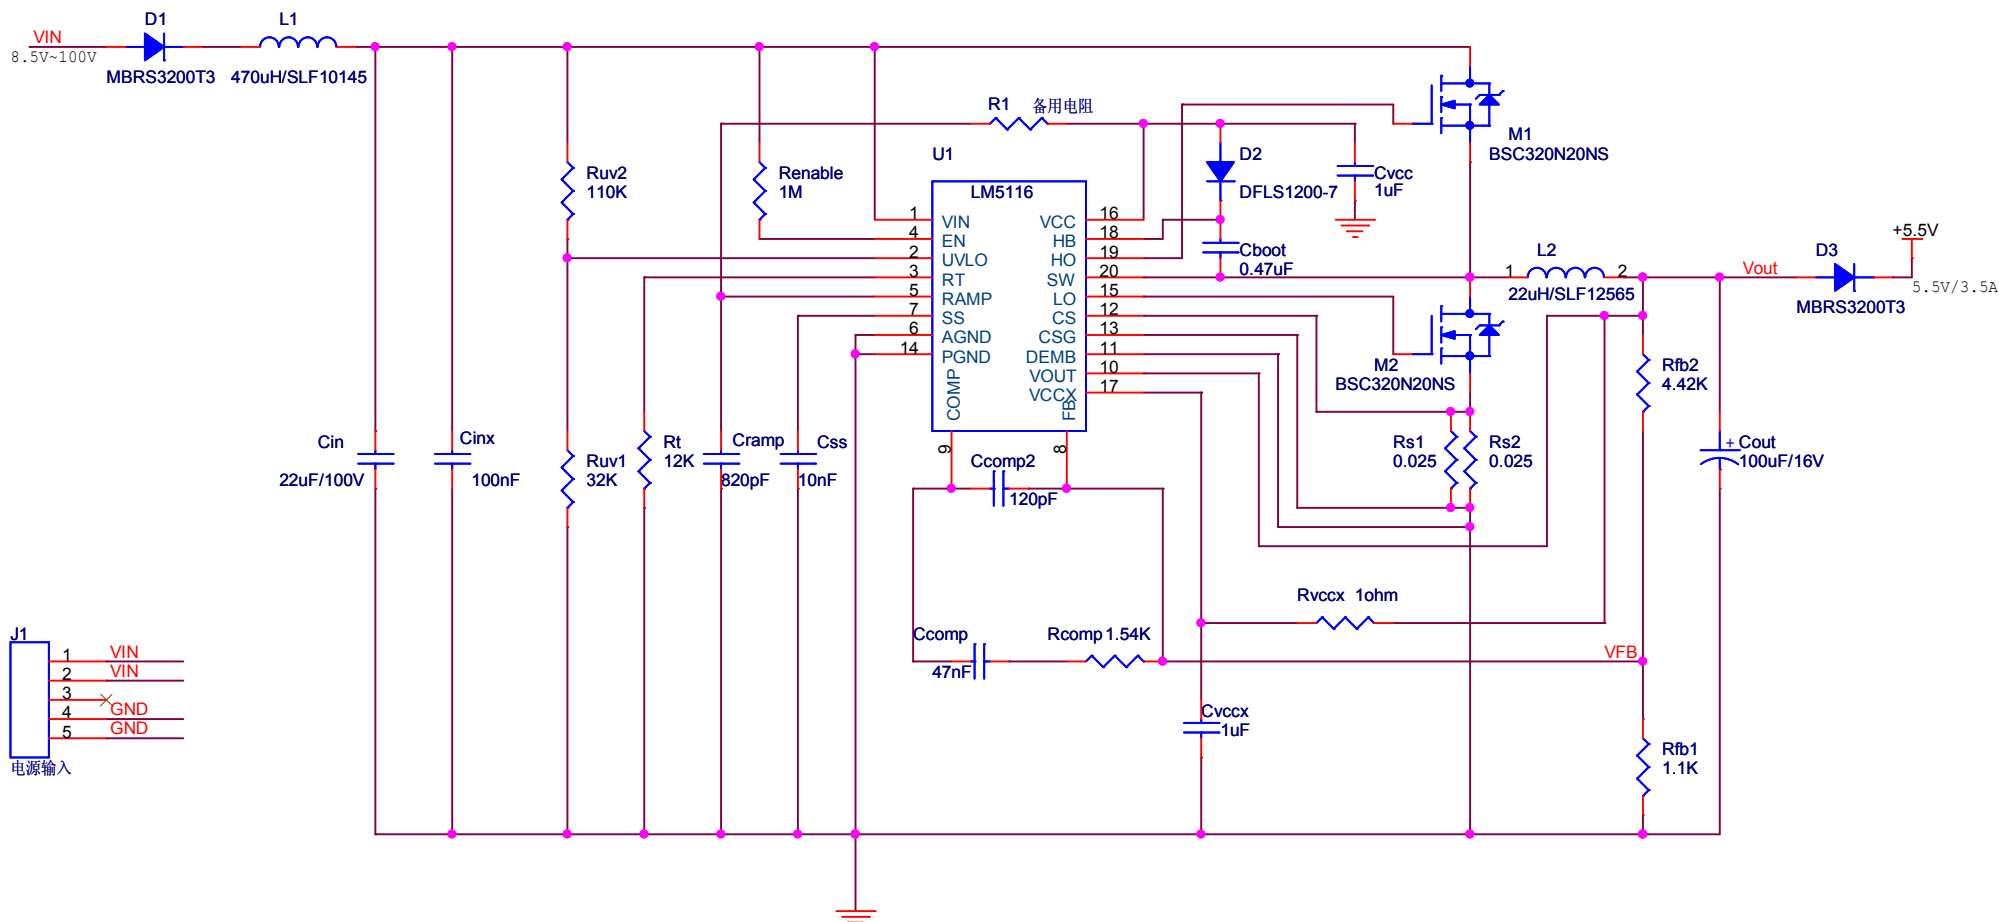 D1
L1
VIN
8.5V~100V
MBRS3200T3
470uH/SLF10145
R1
备用电阻
M1
BSC320N20NS
U1
D2
DFLS1200-7
Cvcc
1uF
Ruv2
110K
Renable
1M
LM5116
1
VIN
4
EN
2
UVLO
3
RT
5
RAMP
7
SS
6
AGND
14
PGND
16
VCC
18
HB
19
HO
20
SW
15
LO
12
CS
13
CSG
11
DEMB
10
VOUT
17
VCCX
COMP
FB
9
8
Cboot
0.47uF
L2
1
2
22uH/SLF12565
Vout
D3
MBRS3200T3
+5.5V
5.5V/3.5A
M2
BSC320N20NS
Rfb2
4.42K
Cin
22uF/100V
Cinx
100nF
Ruv1
32K
Rt
12K
Cramp
820pF
Css
10nF
Ccomp2
120pF
Rs1
0.025
Rs2
0.025
+
Cout
100uF/16V
Rvccx 1ohm
Ccomp
47nF
Rcomp 1.54K
VFB
Cvccx
1uF
Rfb1
1.1K
J1
1
VIN
2
VIN
3
4
GND
5
GND
电源输入